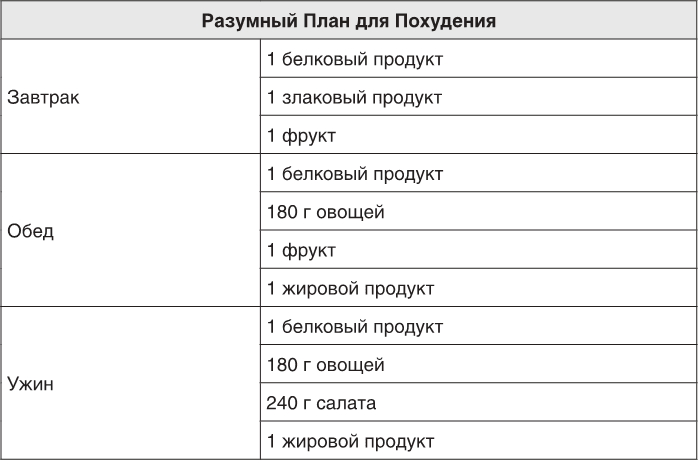 Разумный План для Похудения
Завтрак
1 белковый продукт
1 злаковый продукт
1 фрукт
Обед
1 белковый продукт
180 г овощей
1 фрукт
1 жировой продукт
Ужин
1 белковый продукт
180 г овощей
240 г салата
1 жировой продукт